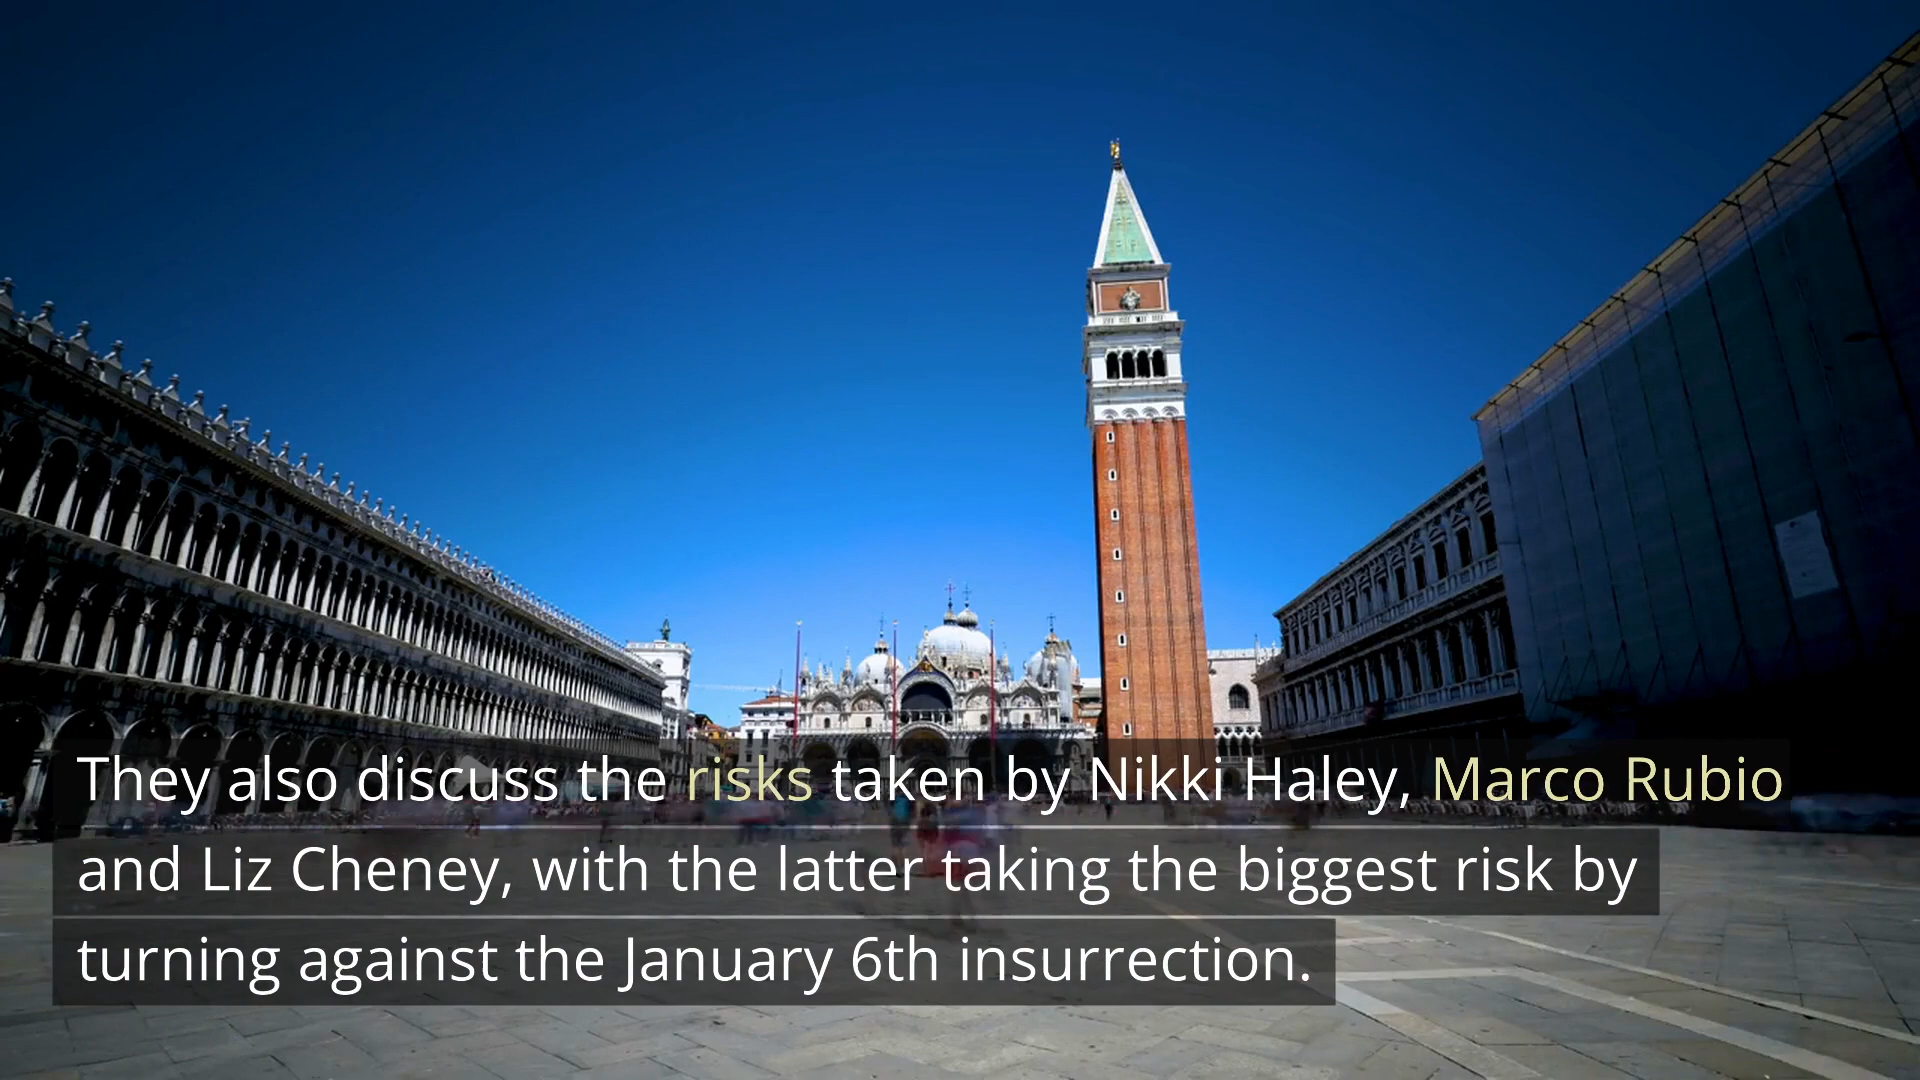 They also discuss the risks taken by Nikki Haley, Marco Rubio
and Liz Cheney, with the latter taking the biggest risk by
turning against the January 6th insurrection.